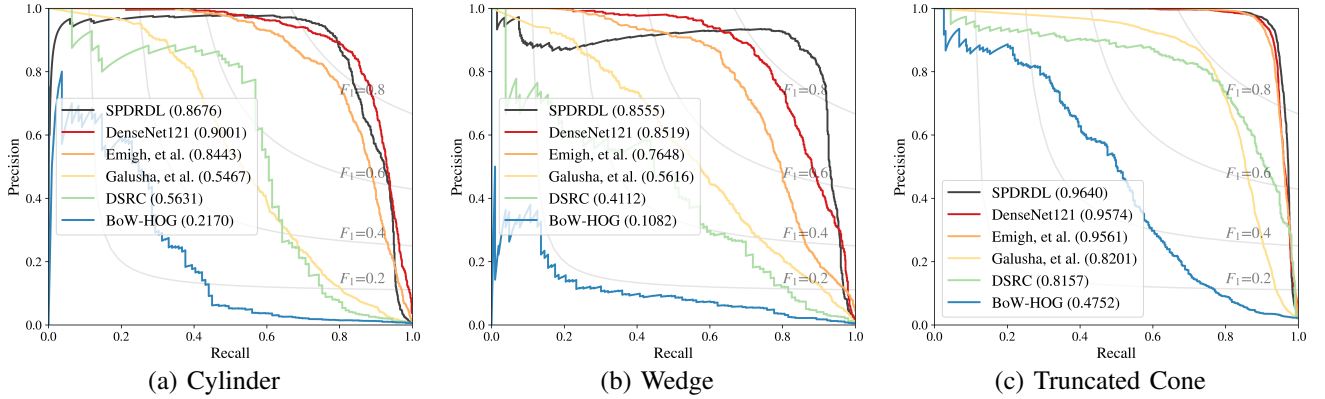 1.0
0.8
0.6
0.4
0.2
0.0
Precision
F1=0.8
F1=0.6
F1=0.4
F1=0.2
SPDRDL (0.8676)
DenseNet121 (0.9001)
Emigh, et al. (0.8443)
Galusha, et al. (0.5467)
DSRC (0.5631)
BoW-HOG (0.2170)
0.0 0.2 0.4 0.6 0.8 1.0
Recall
(a) Cylinder
1.0
0.8
0.6
0.4
0.2
0.0
Precision
F1=0.8
F1=0.6
F1=0.4
F1=0.2
SPDRDL (0.8555)
DenseNet121 (0.8519)
Emigh, et al. (0.7648)
Galusha, et al. (0.5616)
DSRC (0.4112)
BoW-HOG (0.1082)
0.0 0.2 0.4 0.6 0.8 1.0
Recall
(b) Wedge
1.0
0.8
0.6
0.4
0.2
0.0
Precision
F1=0.8
F1=0.6
F1=0.4
F1=0.2
SPDRDL (0.9640)
DenseNet121 (0.9574)
Emigh, et al. (0.9561)
Galusha, et al. (0.8201)
DSRC (0.8157)
BoW-HOG (0.4752)
0.0 0.2 0.4 0.6 0.8 1.0
Recall
(c) Truncated Cone